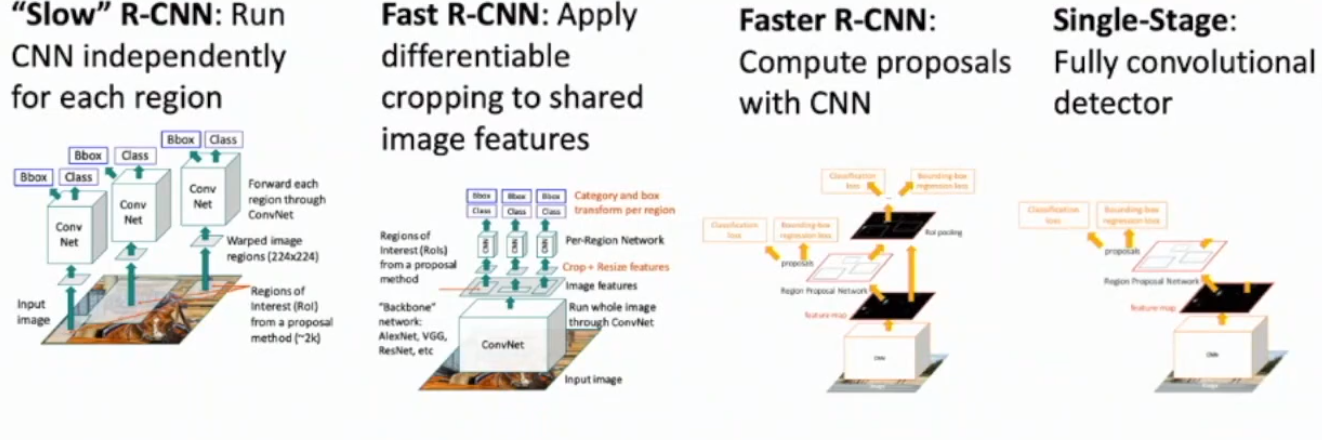 “Slow” R-CNN: Run
CNN independently
for each region
Bbox
Class
Bbox
Class
Bbox
Class
Conv
Net
Conv
Net
Conv
Net
Forward each
region through
ConvNet
Warped image
regions (224x224)
Input
image
Regions of
Interest (RoI)
from a proposal
method (~2k)
Fast R-CNN: Apply
differentiable
cropping to shared
image features
Bbox
Bbox
Bbox
Class
Class
Class
Category and box
transform per region
Regions of
Interest (RoIs)
from a proposal
method
CNN
CNN
CNN
Per-Region Network
Crop + Resize features
Image features
"Backbone"
network:
AlexNet, VGG,
ResNet, etc
Run whole image
through ConvNet
ConvNet
Input image
Faster R-CNN:
Compute proposals
with CNN
Classification
loss
Bounding-box
regression loss
Classification
loss
Bounding-box
regression loss
RoI pooling
proposals
Region Proposal Network
feature map
CNN
Single-Stage:
Fully convolutional
detector
Classification
loss
Bounding-box
regression loss
proposals
Region Proposal Network
feature map
CNN